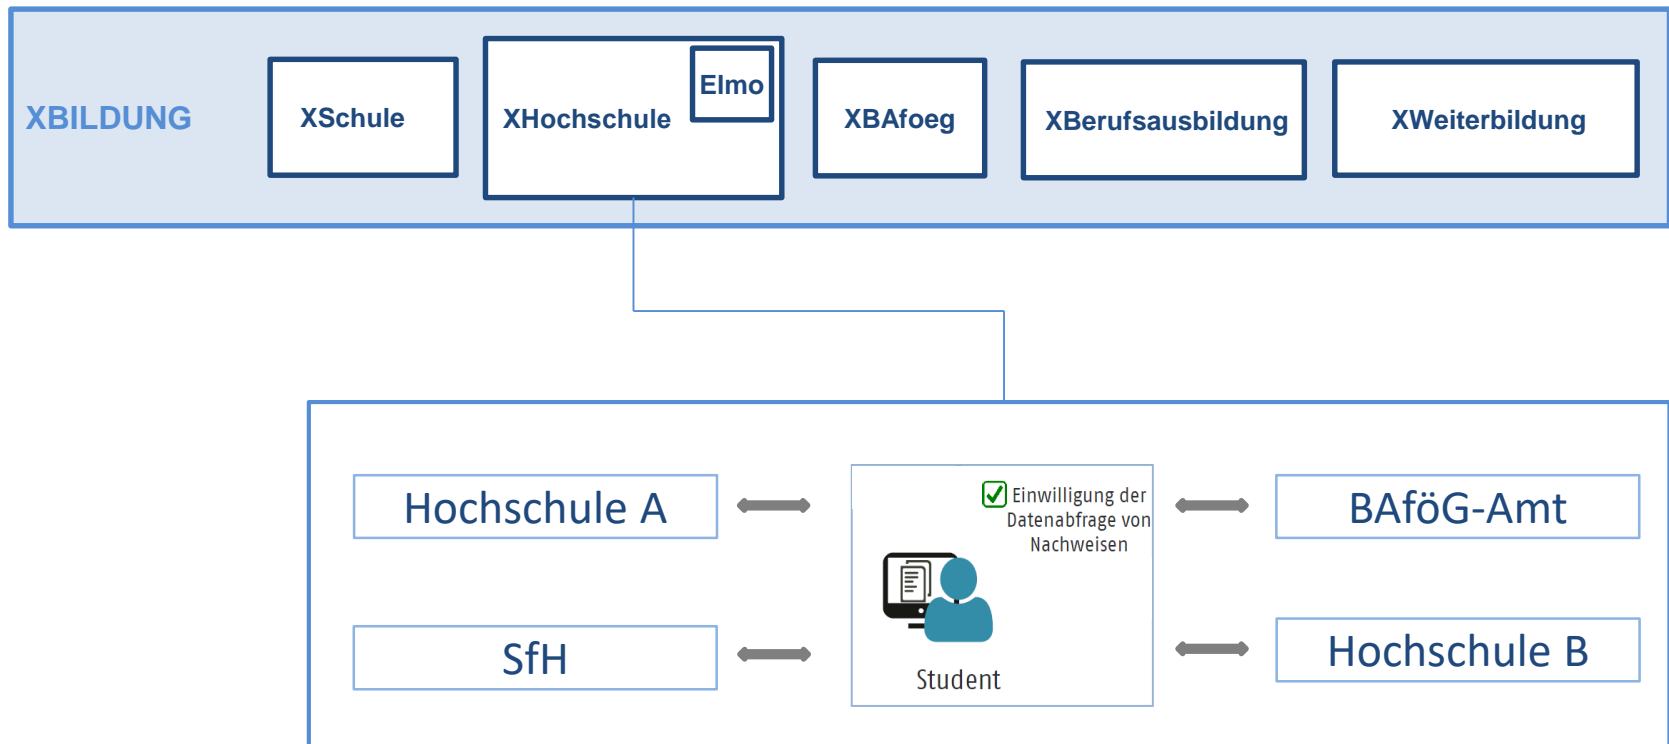 XBILDUNG
XSchule
XHochschule
Elmo
XBAfoeg
XBerufsausbildung
XWeiterbildung
Hochschule A
SfH
Einwilligung der
Datenabfrage von
Nachweisen
Student
BAföG-Amt
Hochschule B